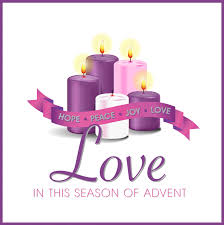 HOPE • PEACE • JOY • LOVE
Love
IN THIS SEASON OF ADVENT